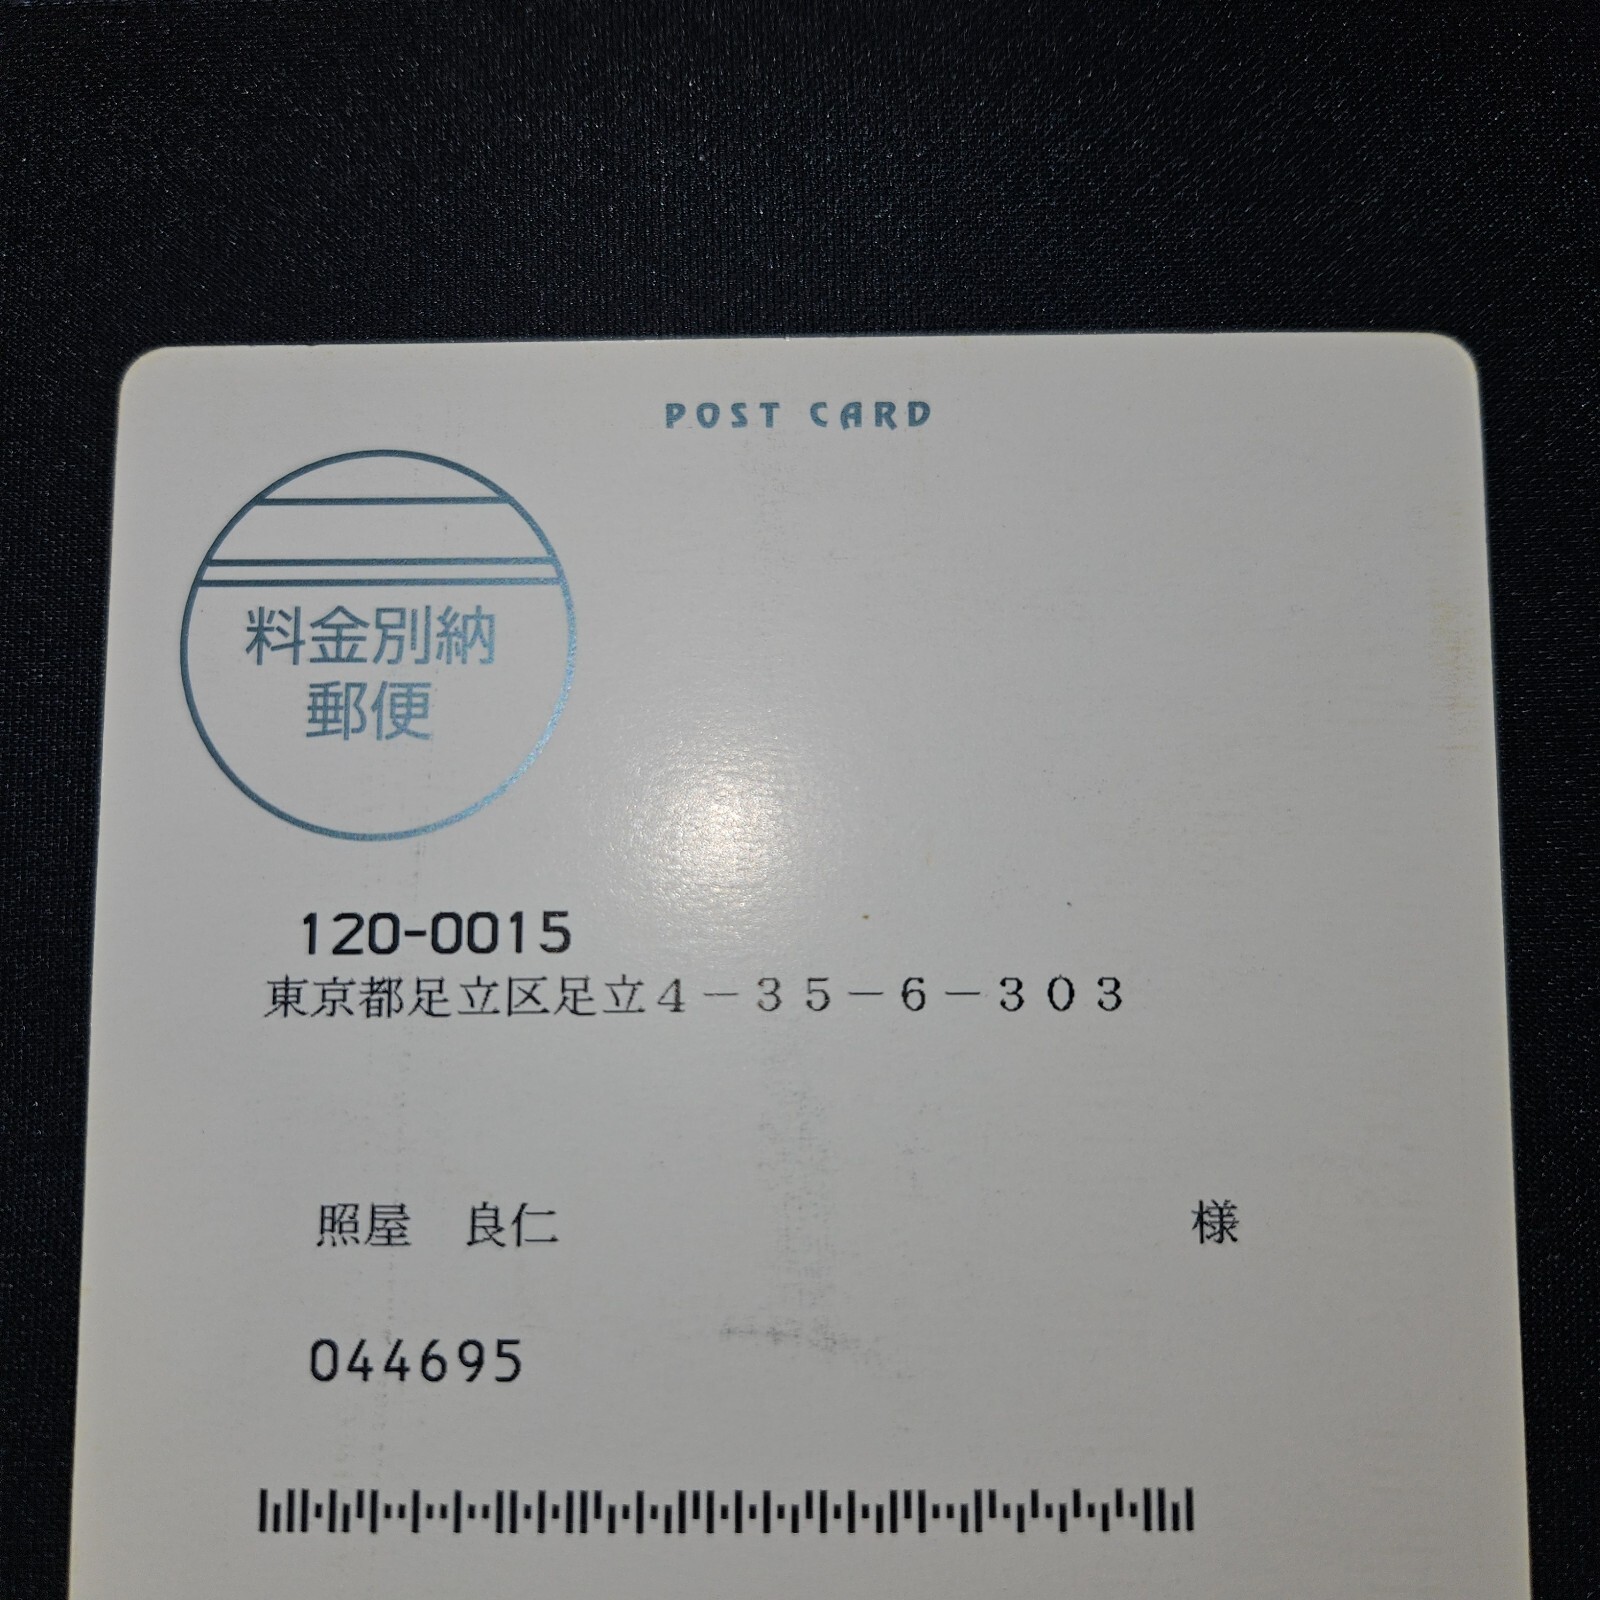 POST CARD
料金別納
郵便
120-0015
東京都足立区足立4－35－6－303
照屋　良仁　様
044695